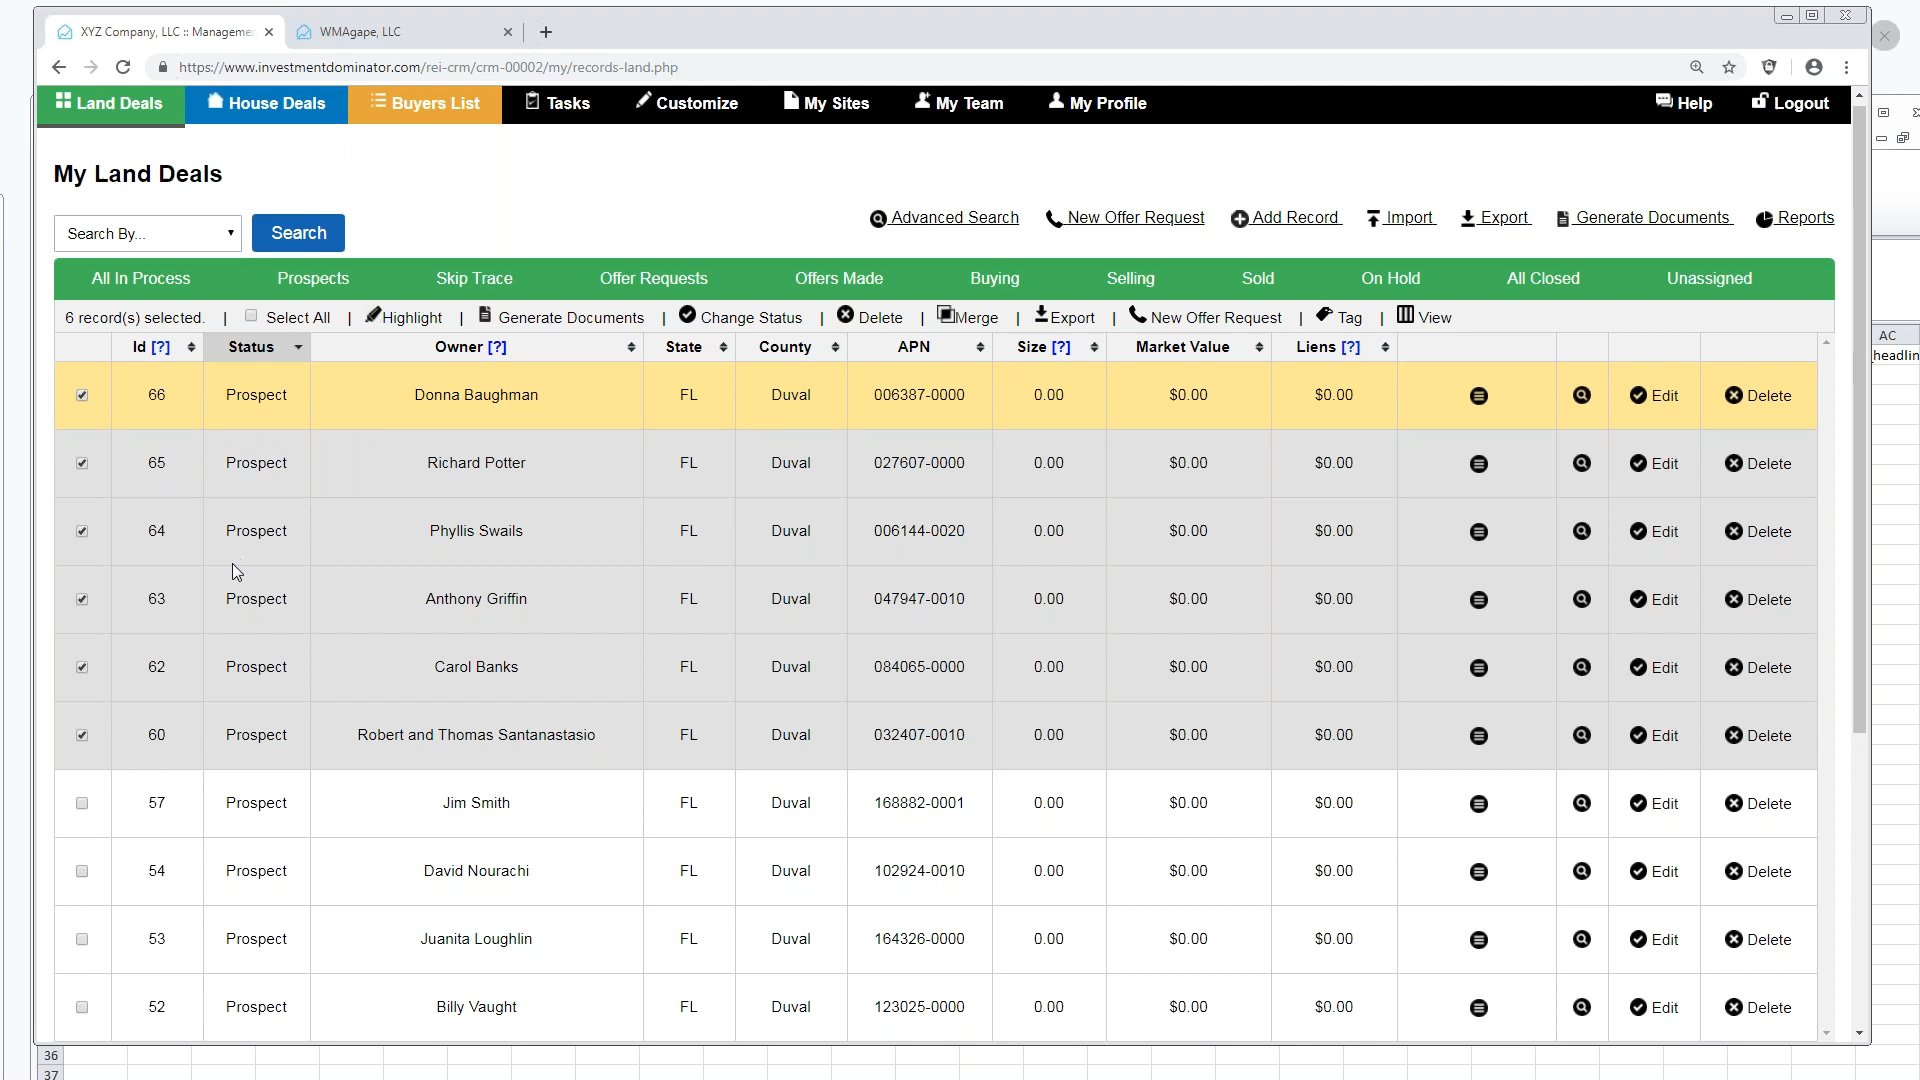 XYZ Company, LLC :: Manageme
WMAgape, LLC
https://www.investmentdominator.com/rei-crm/crm-00002/my/records-land.php
Land Deals House Deals Buyers List Tasks Customize My Sites My Team My Profile Help Logout
My Land Deals
Search By... Search
Advanced Search New Offer Request Add Record Import Export Generate Documents Reports
All In Process Prospects Skip Trace Offer Requests Offers Made Buying Selling Sold On Hold All Closed Unassigned
6 record(s) selected. | Select All | Highlight | Generate Documents | Change Status | Delete | Merge | Export | New Offer Request | Tag | View
Id [?] Status Owner [?] State County APN Size [?] Market Value Liens [?]
66 Prospect Donna Baughman FL Duval 006387-0000 0.00 $0.00 $0.00 Edit Delete
65 Prospect Richard Potter FL Duval 027607-0000 0.00 $0.00 $0.00 Edit Delete
64 Prospect Phyllis Swails FL Duval 006144-0020 0.00 $0.00 $0.00 Edit Delete
63 Prospect Anthony Griffin FL Duval 047947-0010 0.00 $0.00 $0.00 Edit Delete
62 Prospect Carol Banks FL Duval 084065-0000 0.00 $0.00 $0.00 Edit Delete
60 Prospect Robert and Thomas Santanastasio FL Duval 032407-0010 0.00 $0.00 $0.00 Edit Delete
57 Prospect Jim Smith FL Duval 168882-0001 0.00 $0.00 $0.00 Edit Delete
54 Prospect David Nourachi FL Duval 102924-0010 0.00 $0.00 $0.00 Edit Delete
53 Prospect Juanita Loughlin FL Duval 164326-0000 0.00 $0.00 $0.00 Edit Delete
52 Prospect Billy Vaught FL Duval 123025-0000 0.00 $0.00 $0.00 Edit Delete
AC
headlin
36
37